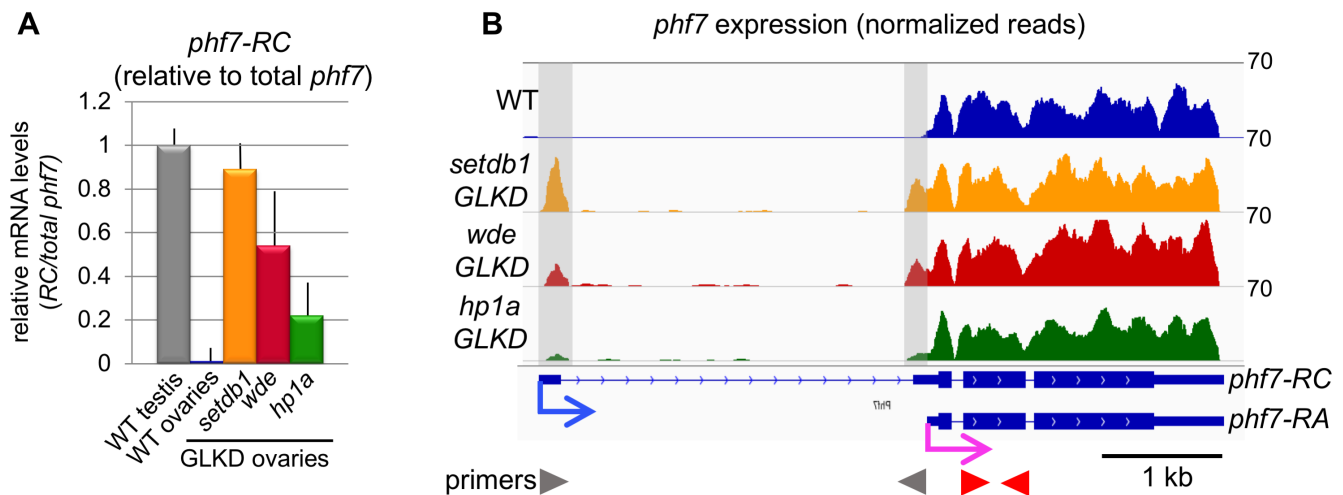 A
phf7-RC
(relative to total phf7)
relative mRNA levels
(RC/total phf7)
1.2
1
0.8
0.6
0.4
0.2
0
WT testis
WT ovaries
setdb1
wde
hp1a
GLKD ovaries
B
phf7 expression (normalized reads)
70
WT
70
setdb1
GLKD
70
wde
GLKD
70
hp1a
GLKD
phf7-RC
Phf7
phf7-RA
1 kb
primers